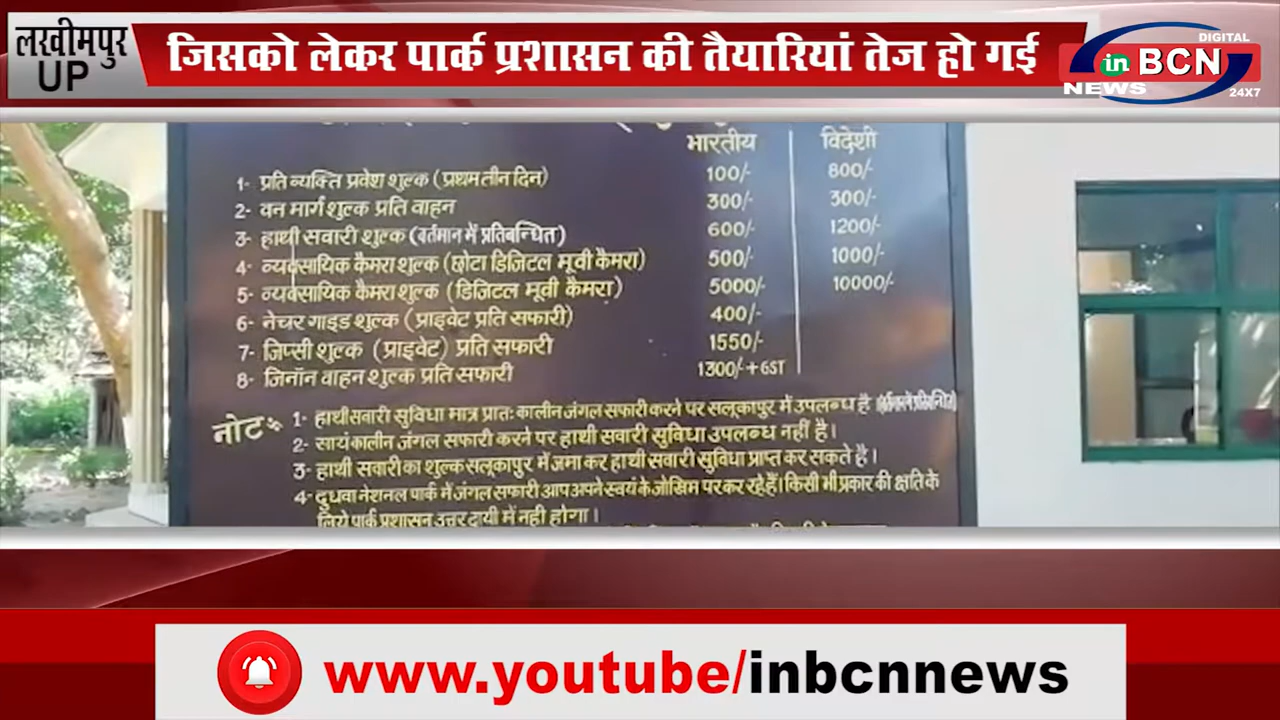 लखीमपुर
UP
जिसको लेकर पार्क प्रशासन की तैयारियां तेज हो गई
DIGITAL
in BCN
NEWS
24X7
भारतीय विदेशी
1- प्रति व्यक्ति प्रवेश शुल्क (प्रथम तीन दिन) 100/- 800/-
2- वन मार्ग शुल्क प्रति वाहन 300/- 300/-
3- हाथी सवारी शुल्क (वर्तमान में प्रतिबन्धित) 600/- 1200/-
4- व्यवसायिक कैमरा शुल्क (छोटा डिजिटल मूवी कैमरा) 500/- 1000/-
5- व्यवसायिक कैमरा शुल्क (डिजिटल मूवी कैमरा) 5000/- 10000/-
6- नेचर गाइड शुल्क (प्राइवेट प्रति सफारी) 400/-
7- जिप्सी शुल्क (प्राइवेट) प्रति सफारी 1550/-
8- जिनॉन वाहन शुल्क प्रति सफारी 1300/- + GST
नोट 1- हाथी सवारी सुविधा मात्र प्रातः कालीन जंगल सफारी करने पर सलूकापुर में उपलब्ध है (वर्तमान में प्रतिबन्धित)
2- सायंकालीन जंगल सफारी करने पर हाथी सवारी सुविधा उपलब्ध नहीं है।
3- हाथी सवारी का शुल्क सलूकापुर में जमा कर हाथी सवारी सुविधा प्राप्त कर सकते है।
4- दुधवा नेशनल पार्क में जंगल सफारी आप अपने स्वयं के जोखिम पर कर रहे हैं। किसी भी प्रकार की क्षति के
लिये पार्क प्रशासन उत्तर दायी में नही होगा।
www.youtube/inbcnnews